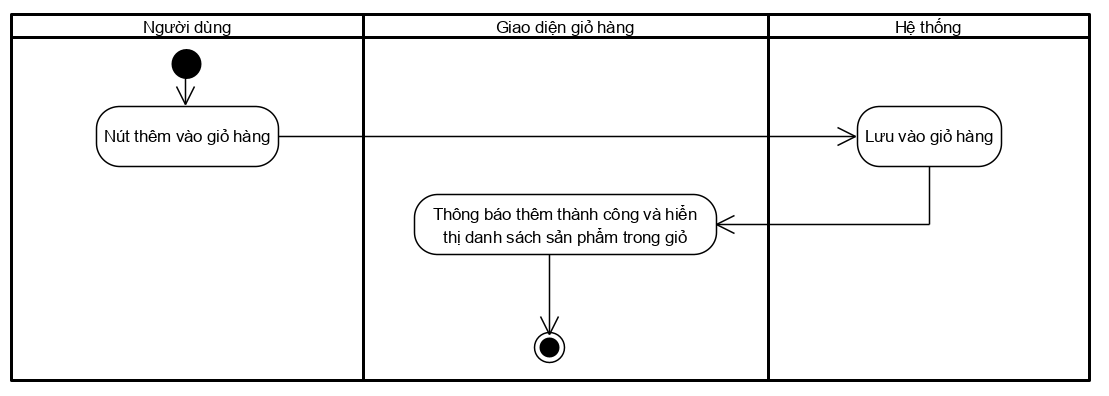 Người dùng
Giao diện giỏ hàng
Hệ thống
Nút thêm vào giỏ hàng
Lưu vào giỏ hàng
Thông báo thêm thành công và hiển
thị danh sách sản phẩm trong giỏ